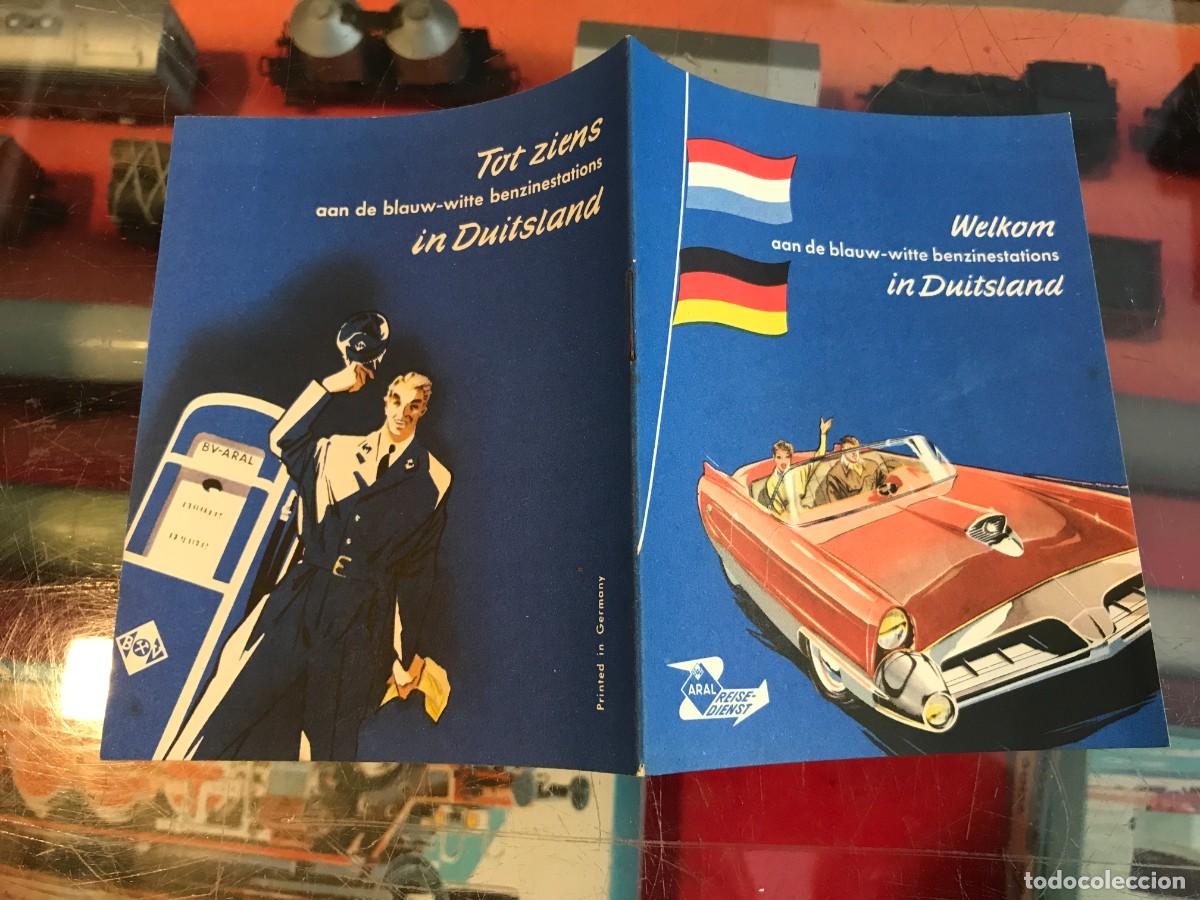 Tot ziens
aan de blauw-witte benzinestations
in Duitsland
BV-ARAL
BV
Printed in Germany
Welkom
aan de blauw-witte benzinestations
in Duitsland
ARAL
REISE-
DIENST
todocoleccion